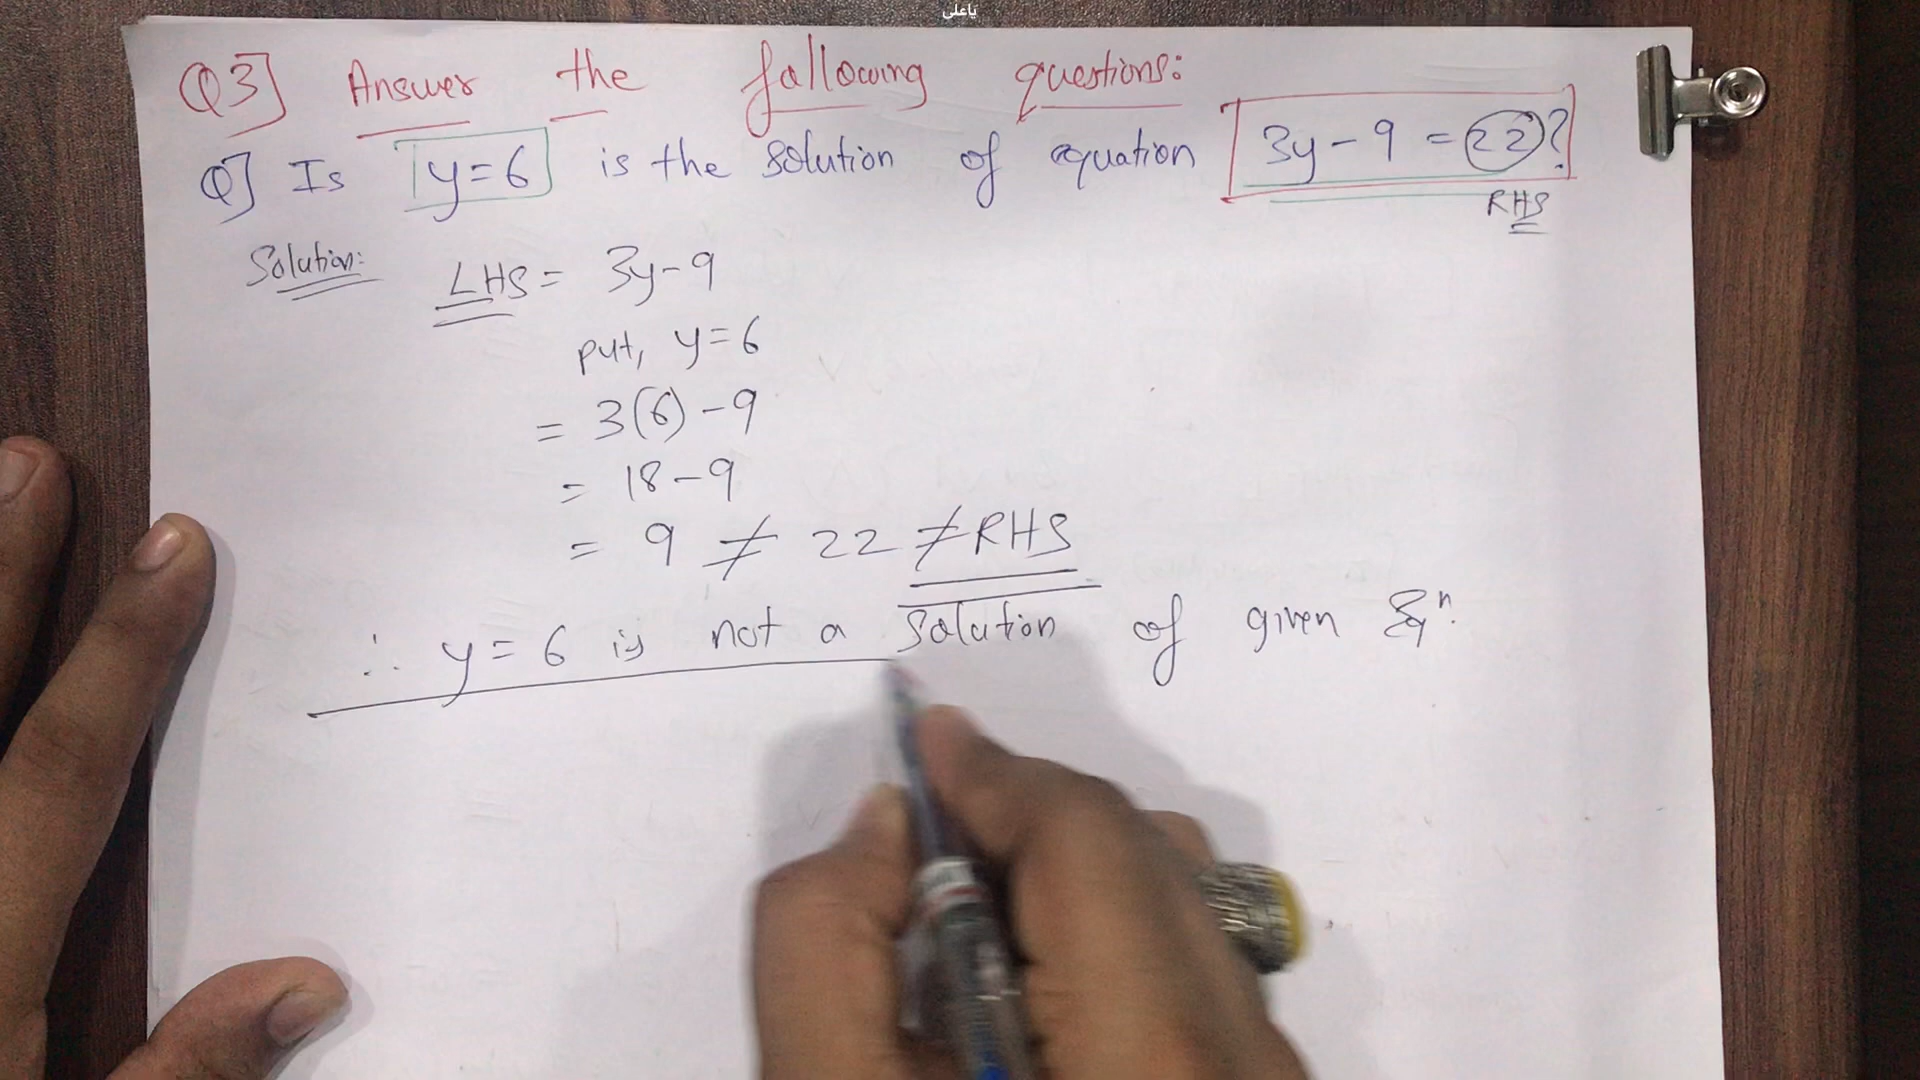 ياعلى
Q3] Answer the following questions:
Q] Is y=6 is the solution of equation 3y-9=22?
RHS
Solution: LHS = 3y-9
put, y=6
= 3(6)-9
= 18-9
= 9 ≠ 22 ≠ RHS
∴ y=6 is not a solution of given Eqⁿ.